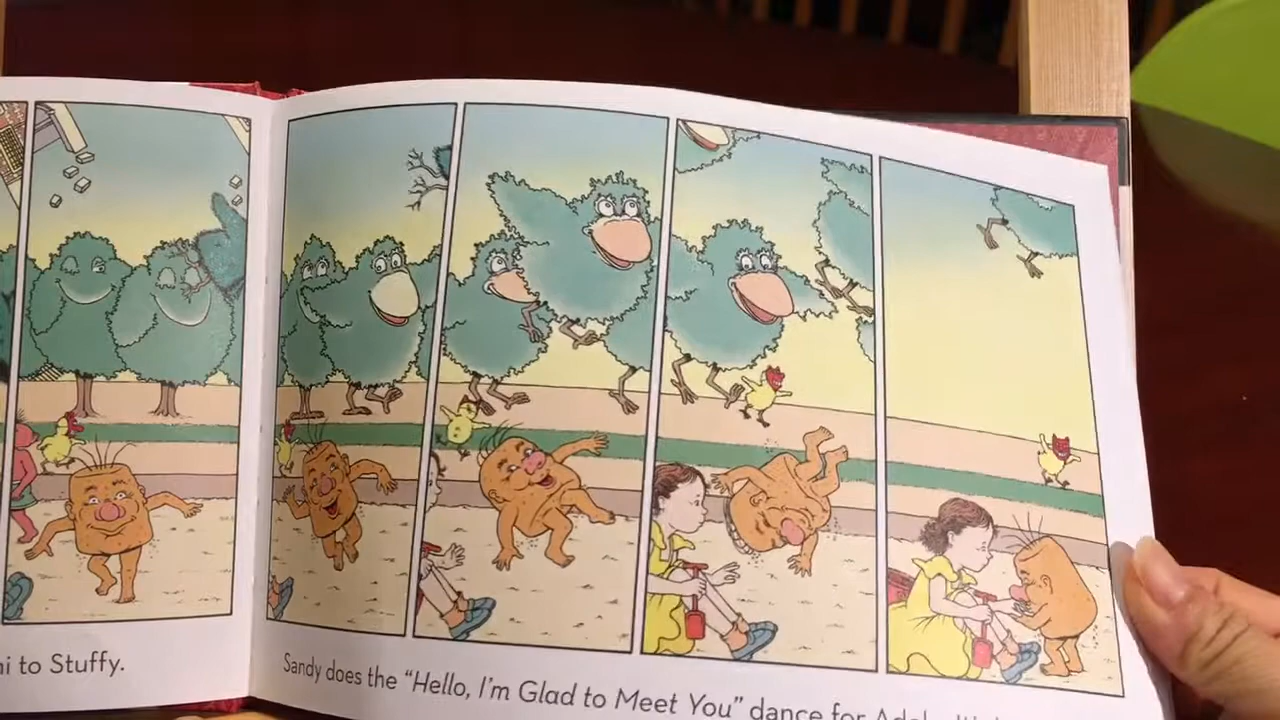 to Stuffy.
Sandy does the “Hello, I’m Glad to Meet You” dance for